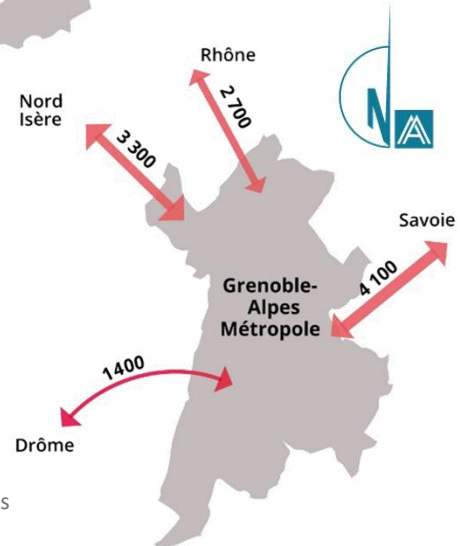 Rhône
2 700
Nord
Isère
3 300
N
Savoie
4 100
Grenoble-
Alpes
Métropole
1400
Drôme
s